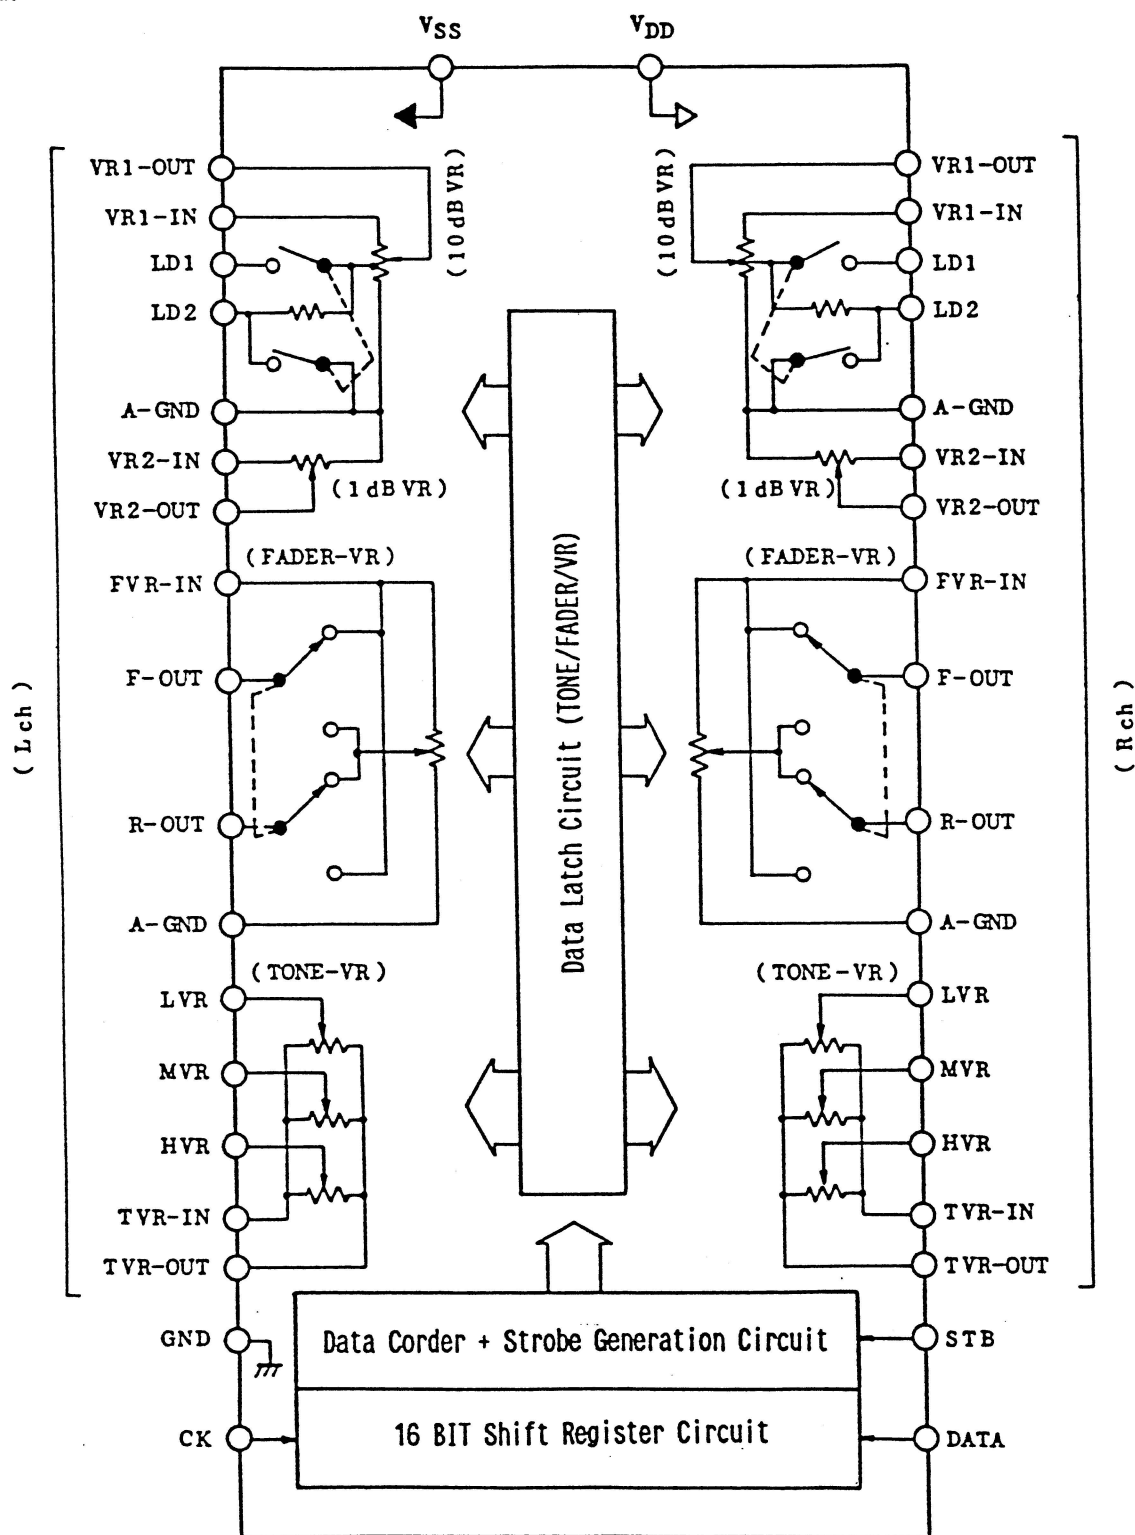 VSS
VDD
VR1-OUT
VR1-IN
LD1
LD2
A-GND
VR2-IN
VR2-OUT
(10dBVR)
(1dBVR)
(FADER-VR)
FVR-IN
F-OUT
R-OUT
A-GND
(TONE-VR)
LVR
MVR
HVR
TVR-IN
TVR-OUT
GND
CK
(Lch)
Data Latch Circuit (TONE/FADER/VR)
(10dBVR)
VR1-OUT
VR1-IN
LD1
LD2
A-GND
VR2-IN
(1dBVR)
VR2-OUT
(FADER-VR)
FVR-IN
F-OUT
R-OUT
A-GND
(TONE-VR)
LVR
MVR
HVR
TVR-IN
TVR-OUT
(Rch)
STB
DATA
Data Corder + Strobe Generation Circuit
16 BIT Shift Register Circuit